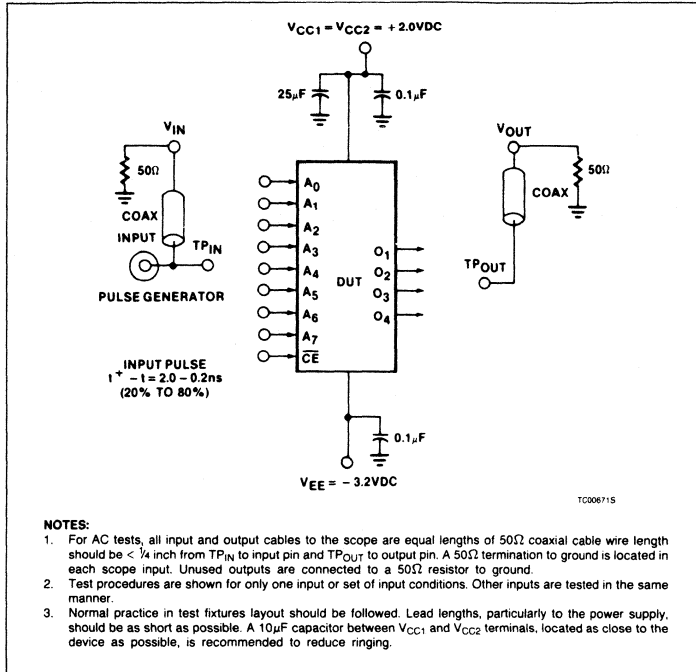 VCC1 = VCC2 = + 2.0VDC
25μF
0.1μF
VIN
50Ω
COAX
INPUT
TPIN
PULSE GENERATOR
INPUT PULSE
t+ - t = 2.0 - 0.2ns
(20% TO 80%)
A0
A1
A2
A3
A4
A5
A6
A7
CE
DUT
O1
O2
O3
O4
VOUT
50Ω
COAX
TPOUT
0.1μF
VEE = - 3.2VDC
TC00671S
NOTES:
1. For AC tests, all input and output cables to the scope are equal lengths of 50Ω coaxial cable wire length
should be < 1/4 inch from TPIN to input pin and TPOUT to output pin. A 50Ω termination to ground is located in
each scope input. Unused outputs are connected to a 50Ω resistor to ground.
2. Test procedures are shown for only one input or set of input conditions. Other inputs are tested in the same
manner.
3. Normal practice in test fixtures layout should be followed. Lead lengths, particularly to the power supply,
should be as short as possible. A 10μF capacitor between VCC1 and VCC2 terminals, located as close to the
device as possible, is recommended to reduce ringing.